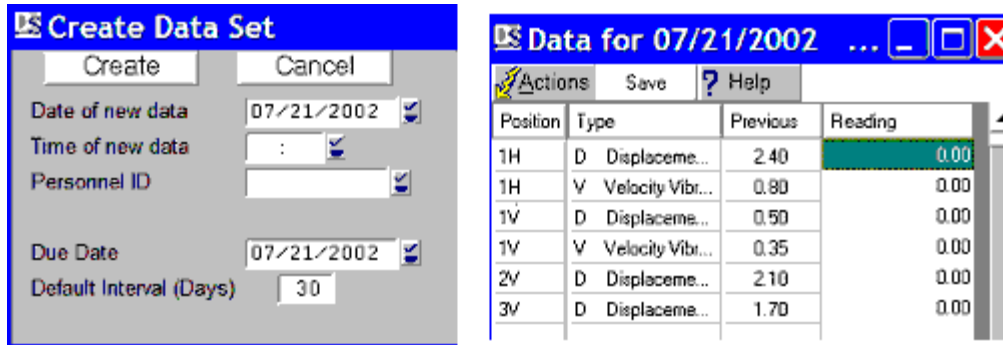 Create Data Set
Create Cancel
Date of new data 07/21/2002
Time of new data :
Personnel ID
Due Date 07/21/2002
Default Interval (Days) 30
Data for 07/21/2002 ...
Actions Save ? Help
Position Type Previous Reading
1H D Displaceme... 2.40 0.00
1H V Velocity Vibr... 0.80 0.00
1V D Displaceme... 0.50 0.00
1V V Velocity Vibr... 0.35 0.00
2V D Displaceme... 2.10 0.00
3V D Displaceme... 1.70 0.00